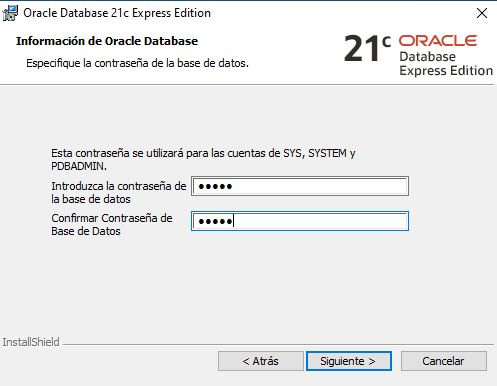 Oracle Database 21c Express Edition
Información de Oracle Database
Especifique la contraseña de la base de datos.
21c ORACLE
Database
Express Edition
Esta contraseña se utilizará para las cuentas de SYS, SYSTEM y
PDBADMIN.
Introduzca la contraseña de
la base de datos
●●●●●
Confirmar Contraseña de
Base de Datos
●●●●●
InstallShield
< Atrás
Siguiente >
Cancelar